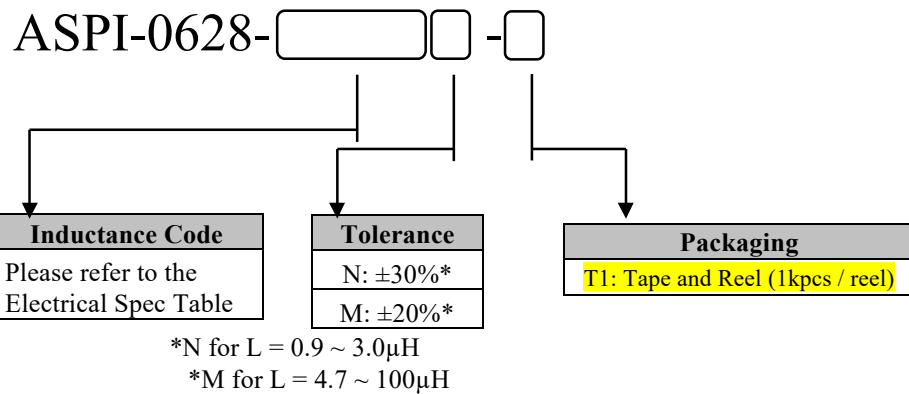 ASPI-0628- -
Inductance Code
Please refer to the
Electrical Spec Table
Tolerance
N: ±30%*
M: ±20%*
Packaging
T1: Tape and Reel (1kpcs / reel)
*N for L = 0.9 ~ 3.0µH
*M for L = 4.7 ~ 100µH